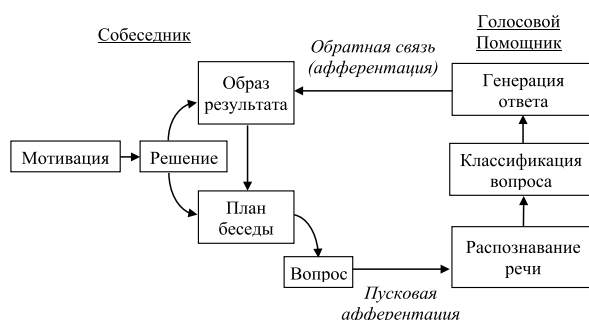 Собеседник
Голосовой
Помощник
Обратная связь
(афферентация)
Образ
результата
Генерация
ответа
Мотивация
Решение
Классификация
вопроса
План
беседы
Вопрос
Распознавание
речи
Пусковая
афферентация